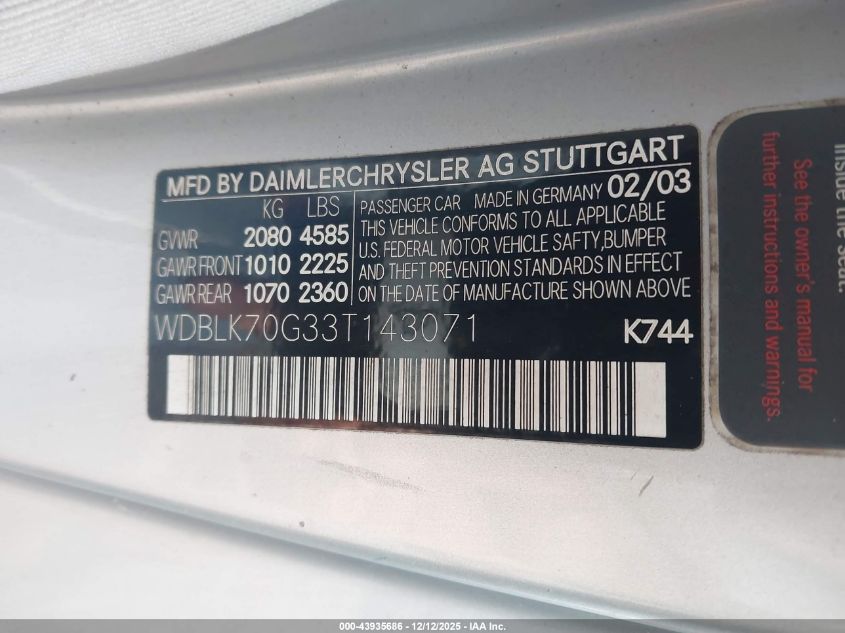 MFD BY DAIMLERCHRYSLER AG STUTTGART
KG LBS
GVWR 2080 4585
GAWR FRONT 1010 2225
GAWR REAR 1070 2360
PASSENGER CAR MADE IN GERMANY 02/03
THIS VEHICLE CONFORMS TO ALL APPLICABLE
U.S. FEDERAL MOTOR VEHICLE SAFTY,BUMPER
AND THEFT PREVENTION STANDARDS IN EFFECT
ON THE DATE OF MANUFACTURE SHOWN ABOVE
WDBLK70G33T143071
K744
inside the seat.
See the owner's manual for
further instructions and warnings.
000-43935686 - 12/12/2025 - IAA Inc.